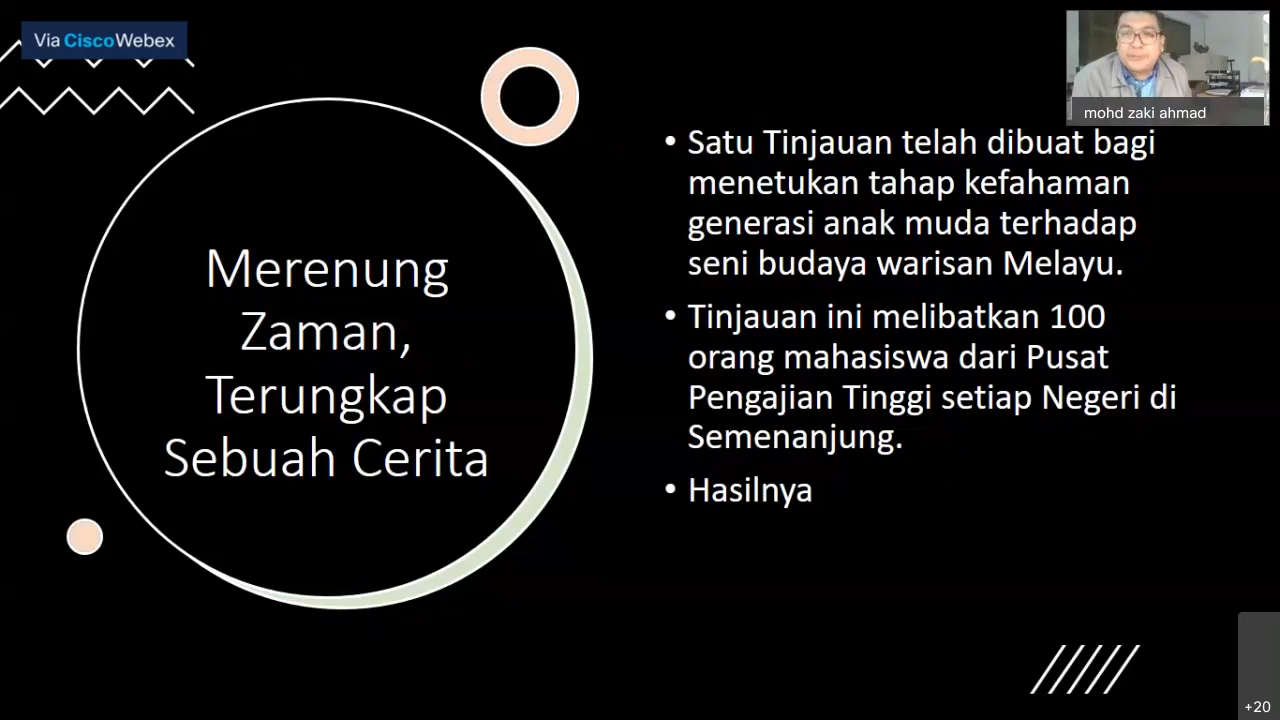 Via Cisco Webex
mohd zaki ahmad
Merenung
Zaman,
Terungkap
Sebuah Cerita
• Satu Tinjauan telah dibuat bagi
menetukan tahap kefahaman
generasi anak muda terhadap
seni budaya warisan Melayu.
• Tinjauan ini melibatkan 100
orang mahasiswa dari Pusat
Pengajian Tinggi setiap Negeri di
Semenanjung.
• Hasilnya
+20